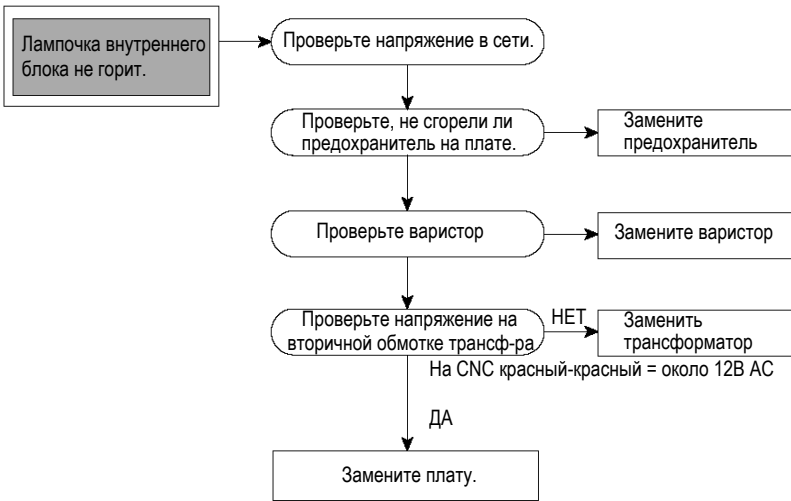 Лампочка внутреннего
блока не горит.
Проверьте напряжение в сети.
Проверьте, не сгорели ли
предохранитель на плате.
Замените
предохранитель
Проверьте варистор
Замените варистор
Проверьте напряжение на
вторичной обмотке трансф-ра
НЕТ
Заменить
трансформатор
На CNC красный-красный = около 12В AC
ДА
Замените плату.